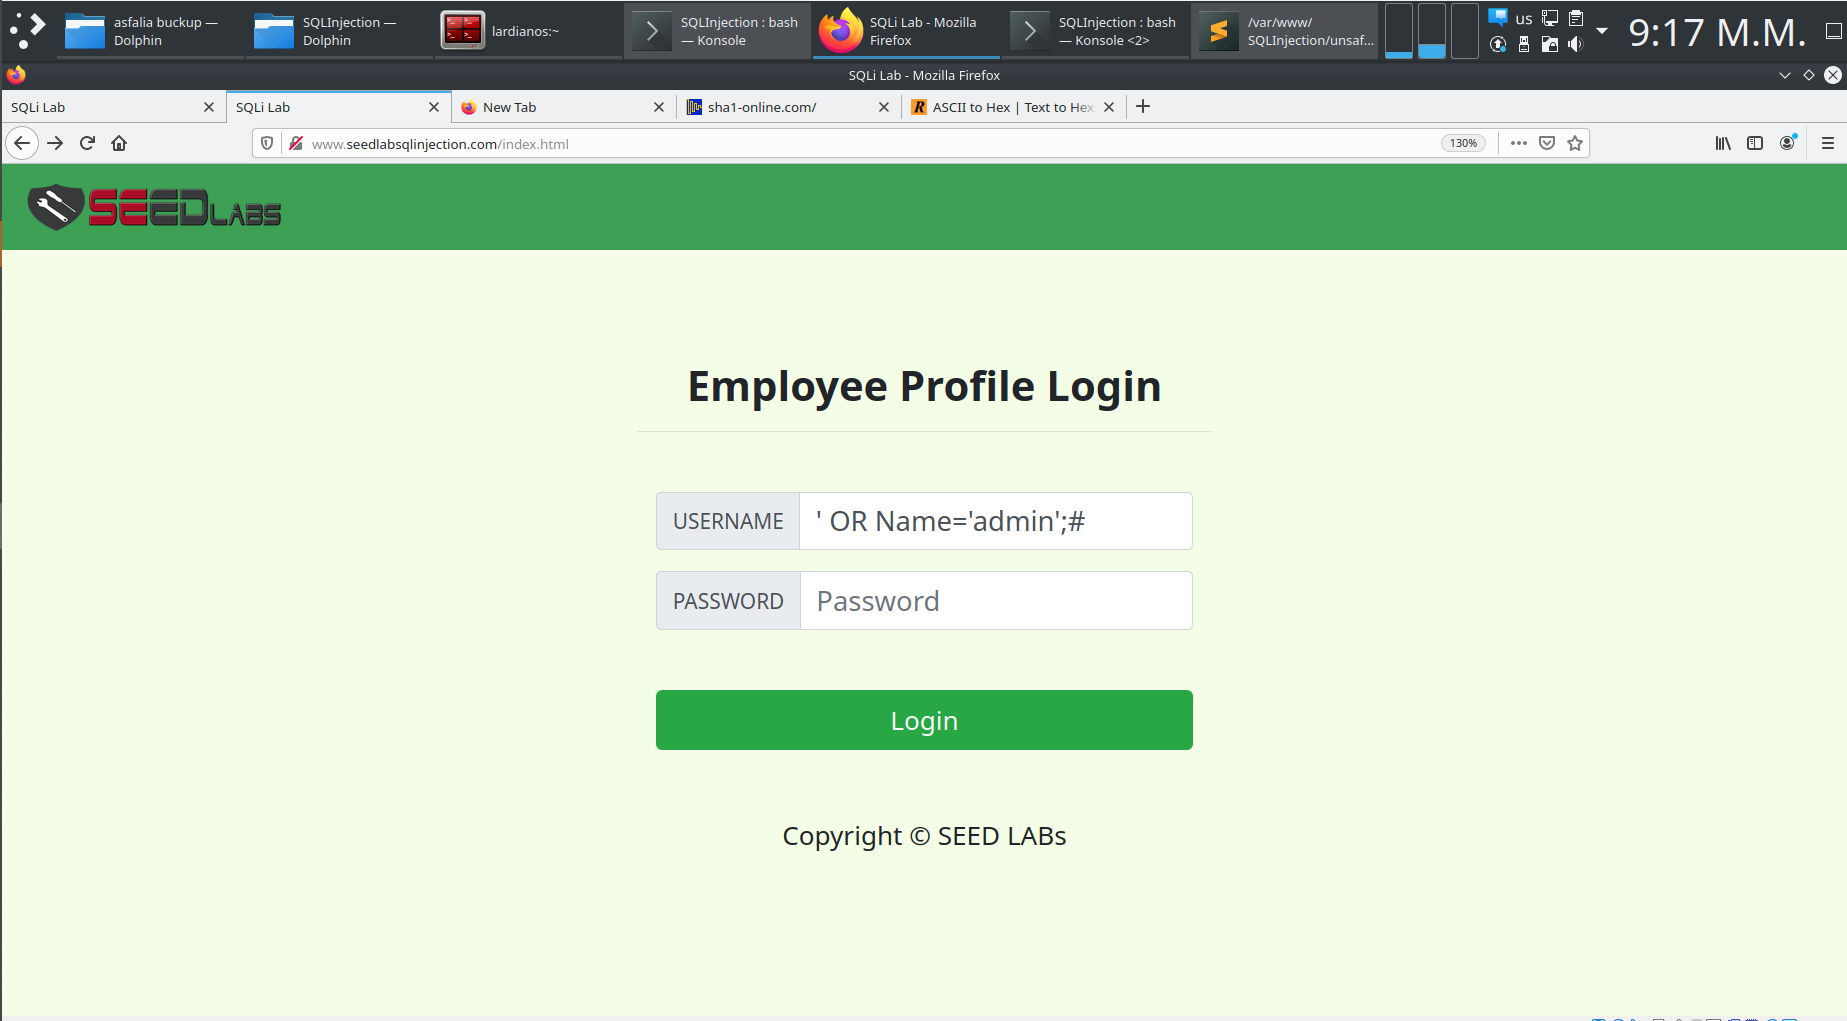 asfalia buckup —
Dolphin
SQLInjection —
Dolphin
lardianos:~
SQLInjection : bash
— Konsole
SQLi Lab - Mozilla
Firefox
SQLInjection : bash
— Konsole <2>
/var/www/
SQLInjection/unsaf...
us
9:17 M.M.
SQLi Lab - Mozilla Firefox
SQLi Lab
SQLi Lab
New Tab
sha1-online.com/
ASCII to Hex | Text to Hex
www.seedlabsqlinjection.com/index.html
130%
SEEDLABS
Employee Profile Login
USERNAME
' OR Name='admin';#
PASSWORD
Password
Login
Copyright © SEED LABs